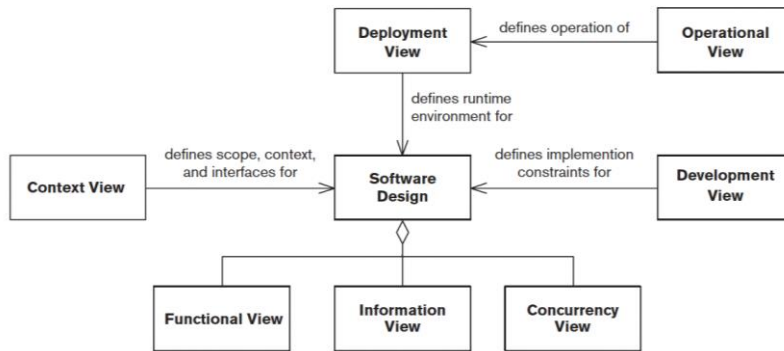 Deployment
View
defines operation of
Operational
View
defines runtime
environment for
Context View
defines scope, context,
and interfaces for
Software
Design
defines implemention
constraints for
Development
View
Functional View
Information
View
Concurrency
View